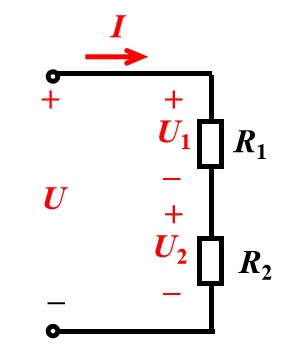 I
+ +
U₁ R₁
−
U +
U₂ R₂
− −